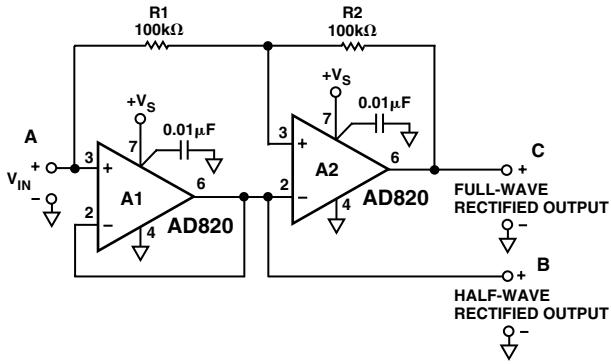 R1
100kΩ
R2
100kΩ
+VS
0.01µF
+VS
0.01µF
A
+
VIN
–
3
+
2
–
A1
7
4
6
AD820
3
+
2
–
A2
7
4
6
AD820
C
+
FULL-WAVE
RECTIFIED OUTPUT
–
B
+
HALF-WAVE
RECTIFIED OUTPUT
–